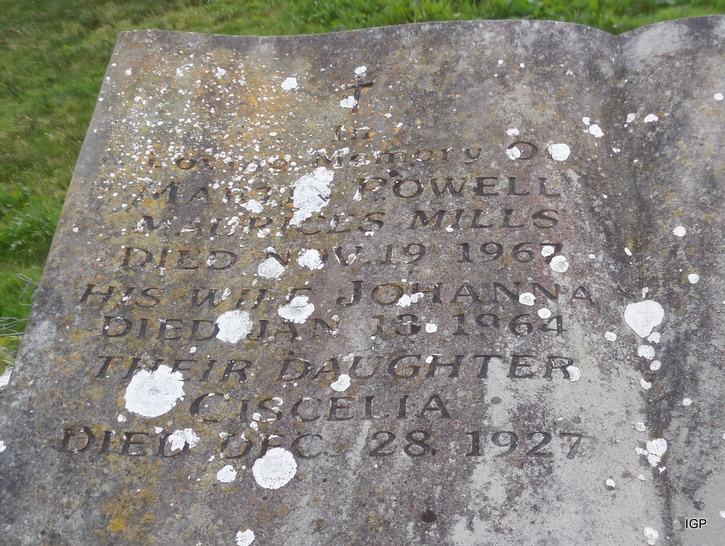 In
Loving Memory Of
MARTIN POWELL
MAURICES MILLS
DIED NOV. 19 1967
HIS WIFE JOHANNA
DIED JAN 13. 1964
THEIR DAUGHTER
CISCELIA
DIED DEC. 28. 1927
IGP